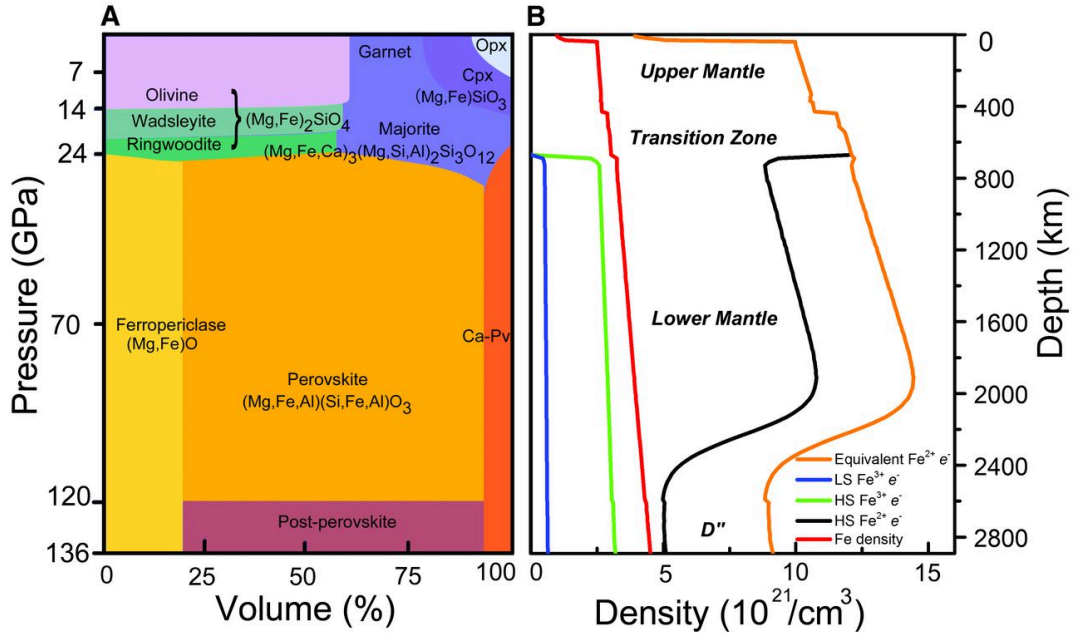 A
Pressure (GPa)
7
14
24
70
120
136
Garnet
Opx
Cpx
(Mg,Fe)SiO3
Olivine
Wadsleyite
Ringwoodite
}
(Mg,Fe)2SiO4
Majorite
(Mg,Fe,Ca)3(Mg,Si,Al)2Si3O12
Ferropericlase
(Mg,Fe)O
Ca-Pv
Perovskite
(Mg,Fe,Al)(Si,Fe,Al)O3
Post-perovskite
0 25 50 75 100
Volume (%)
B
Upper Mantle
Transition Zone
Lower Mantle
D"
Equivalent Fe2+ e-
LS Fe3+ e-
HS Fe3+ e-
HS Fe2+ e-
Fe density
0
400
800
1200
1600
2000
2400
2800
Depth (km)
0 5 10 15
Density (10^21/cm3)